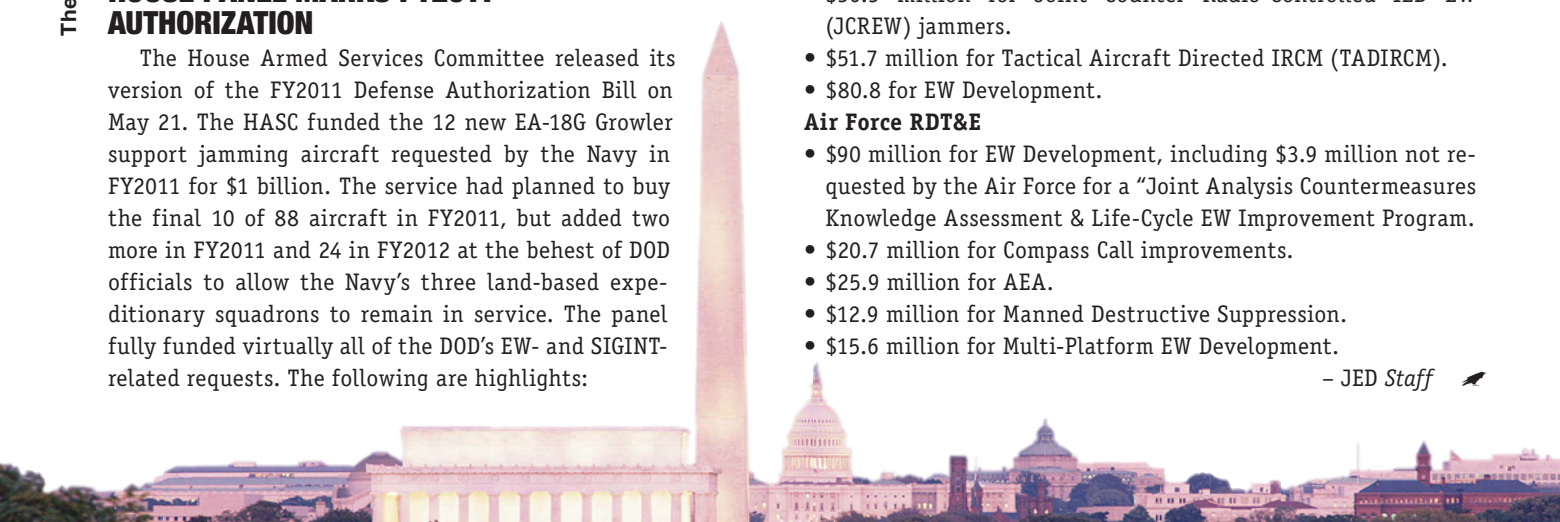 The
AUTHORIZATION
The House Armed Services Committee released its
version of the FY2011 Defense Authorization Bill on
May 21. The HASC funded the 12 new EA-18G Growler
support jamming aircraft requested by the Navy in
FY2011 for $1 billion. The service had planned to buy
the final 10 of 88 aircraft in FY2011, but added two
more in FY2011 and 24 in FY2012 at the behest of DOD
officials to allow the Navy's three land-based expe-
ditionary squadrons to remain in service. The panel
fully funded virtually all of the DOD's EW- and SIGINT-
related requests. The following are highlights:
(JCREW) jammers.
• $51.7 million for Tactical Aircraft Directed IRCM (TADIRCM).
• $80.8 for EW Development.
Air Force RDT&E
• $90 million for EW Development, including $3.9 million not re-
quested by the Air Force for a “Joint Analysis Countermeasures
Knowledge Assessment & Life-Cycle EW Improvement Program.
• $20.7 million for Compass Call improvements.
• $25.9 million for AEA.
• $12.9 million for Manned Destructive Suppression.
• $15.6 million for Multi-Platform EW Development.
– JED Staff